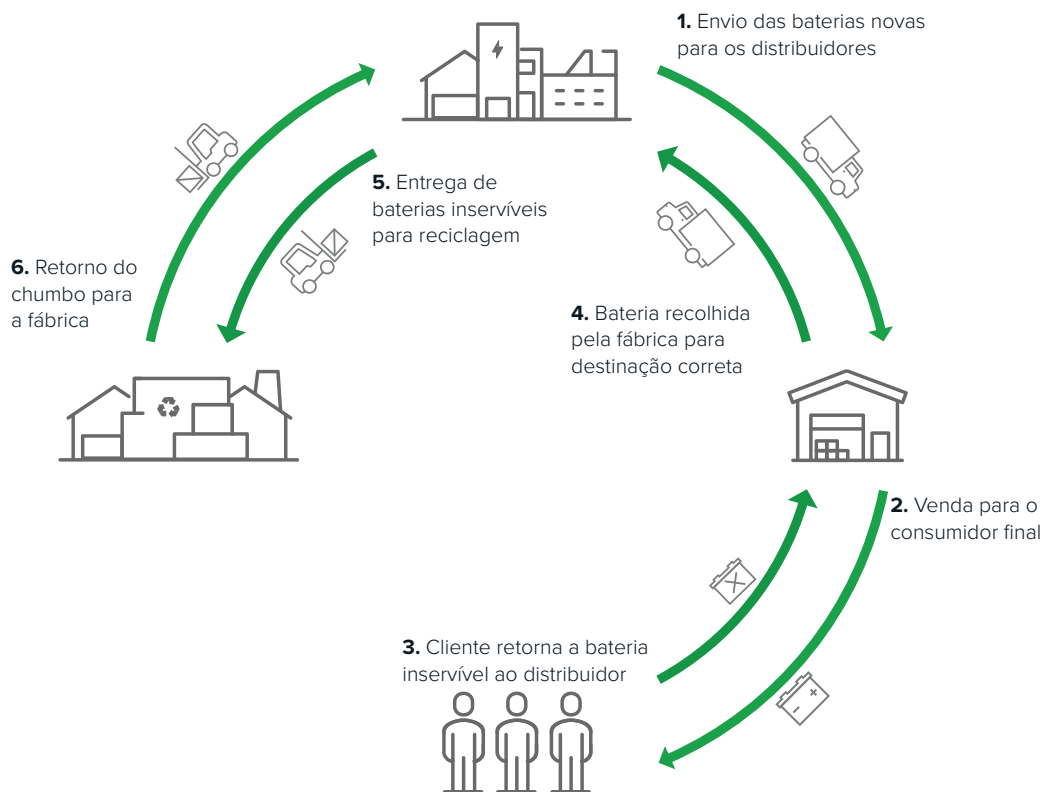 1. Envio das baterias novas
para os distribuidores
5. Entrega de
baterias inservíveis
para reciclagem
6. Retorno do
chumbo para
a fábrica
4. Bateria recolhida
pela fábrica para
destinação correta
2. Venda para o
consumidor final
3. Cliente retorna a bateria
inservível ao distribuidor